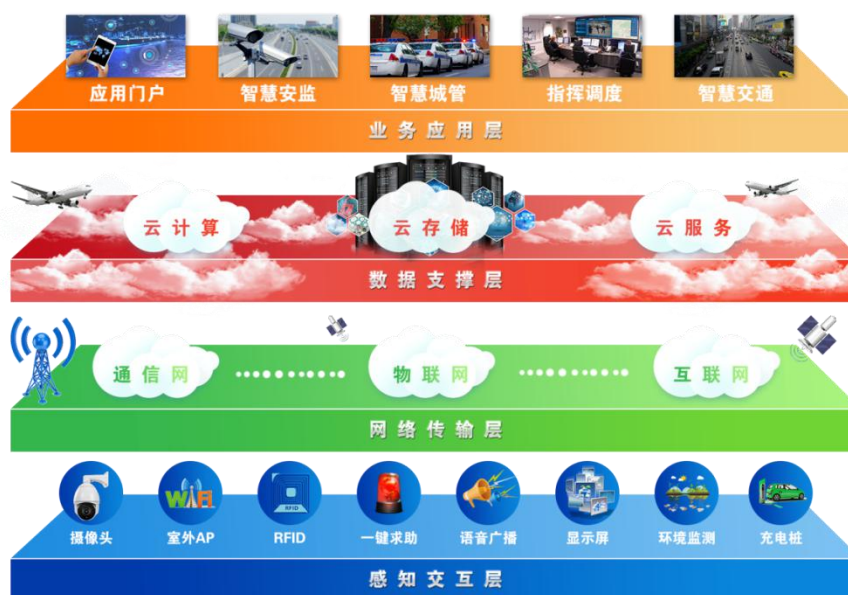 应用门户 智慧安监 智慧城管 指挥调度 智慧交通
业务应用层
云计算 云存储 云服务
数据支撑层
通信网 物联网 互联网
网络传输层
WiFi
RFID
摄像头 室外AP RFID 一键求助 语音广播 显示屏 环境监测 充电桩
感知交互层